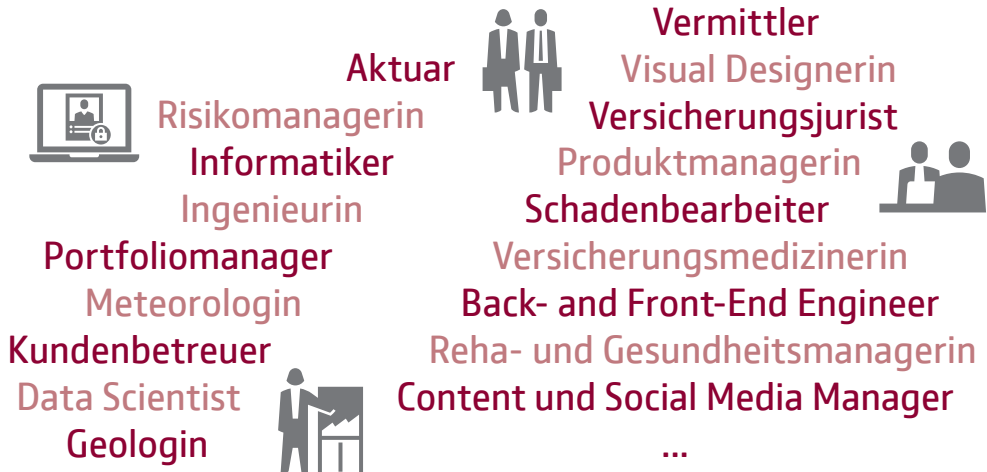 Aktuar
Risikomanagerin
Informatiker
Ingenieurin
Portfoliomanager
Meteorologin
Kundenbetreuer
Data Scientist
Geologin
Vermittler
Visual Designerin
Versicherungsjurist
Produktmanagerin
Schadenbearbeiter
Versicherungsmedizinerin
Back- and Front-End Engineer
Reha- und Gesundheitsmanagerin
Content und Social Media Manager
...